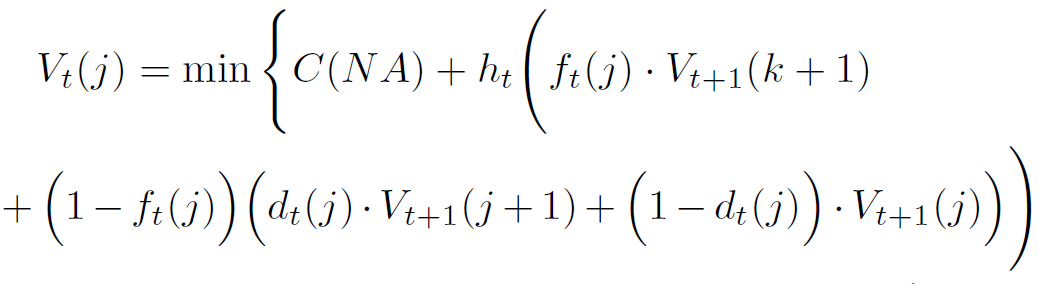 V_t(j) = min { C(NA) + h_t ( f_t(j) · V_{t+1}(k + 1)
+ (1 − f_t(j)) (d_t(j) · V_{t+1}(j + 1) + (1 − d_t(j)) · V_{t+1}(j)))